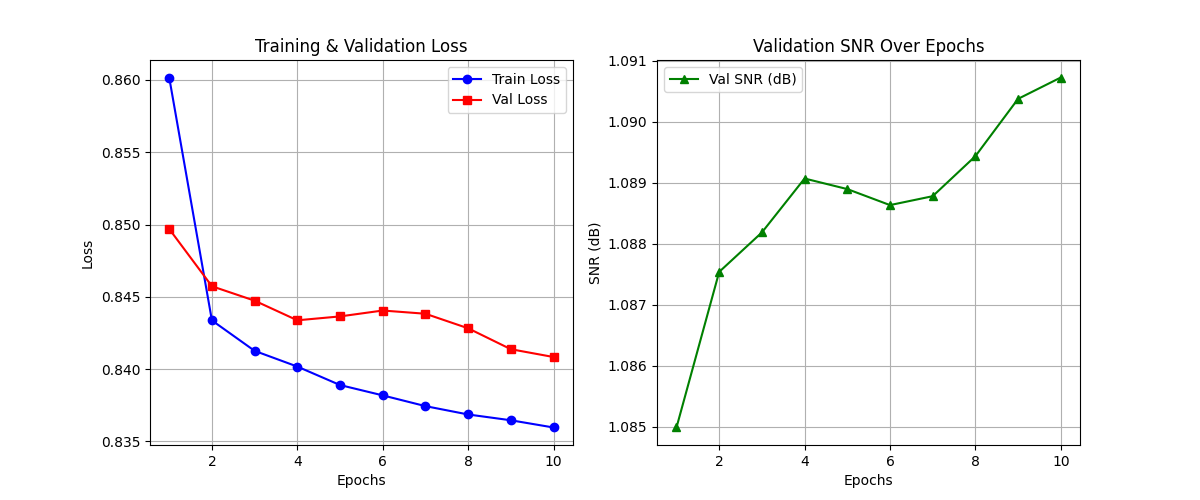 Training & Validation Loss
Train Loss
Val Loss
0.860
0.855
0.850
0.845
0.840
0.835
Loss
2
4
6
8
10
Epochs
Validation SNR Over Epochs
Val SNR (dB)
1.091
1.090
1.089
1.088
1.087
1.086
1.085
SNR (dB)
2
4
6
8
10
Epochs